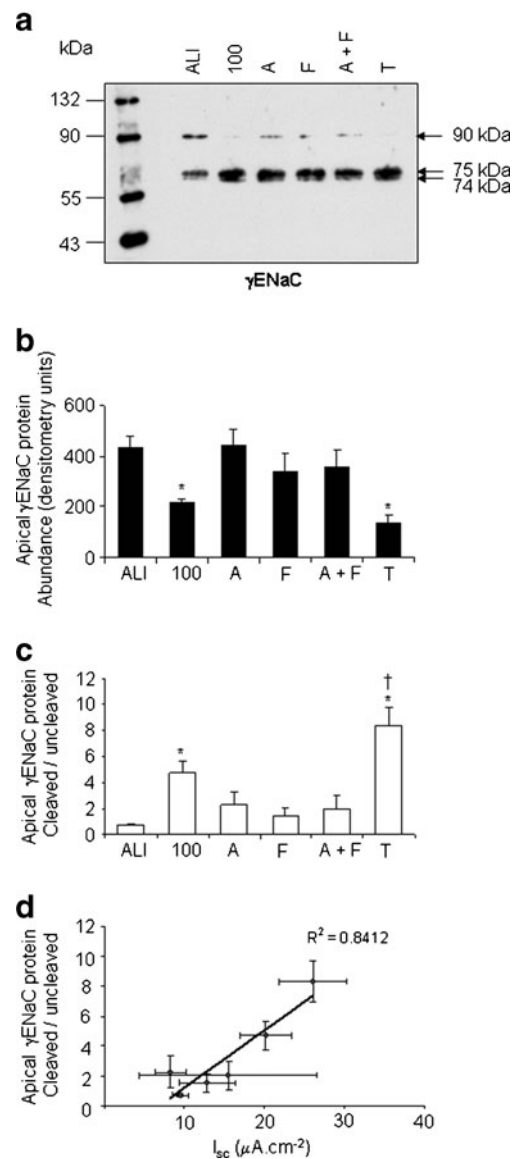 a
kDa
ALI 100 A F A + F T
132
90
55
43
90 kDa
75 kDa
74 kDa
γENaC
b
Apical γENaC protein
Abundance (densitometry units)
600
400
200
0
*
*
ALI 100 A F A + F T
c
Apical γENaC protein
Cleaved / uncleaved
12
10
8
6
4
2
0
*
†
*
ALI 100 A F A + F T
d
Apical γENaC protein
Cleaved / uncleaved
12
10
8
6
4
2
0
R² = 0.8412
10 20 30 40
Isc (μA.cm⁻²)